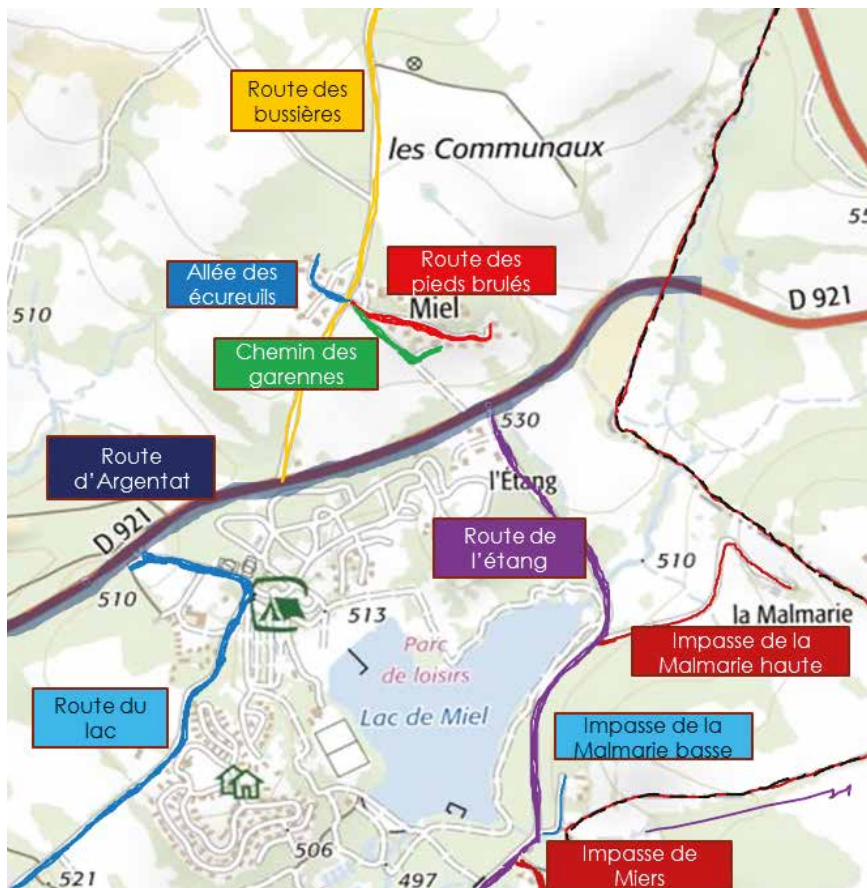 Route des
bussières
les Communaux
55
Allée des
écureuils
Route des
pieds brulés
Miel
D 921
510
Chemin des
garennes
530
Route
d'Argentat
l'Étang
D 921
Route de
l'étang
510
510
513
la Malmarie
Parc
de loisirs
Impasse de la
Malmarie haute
Route du
lac
Lac de Miel
Impasse de la
Malmarie basse
506
Impasse de
Miers
521
497